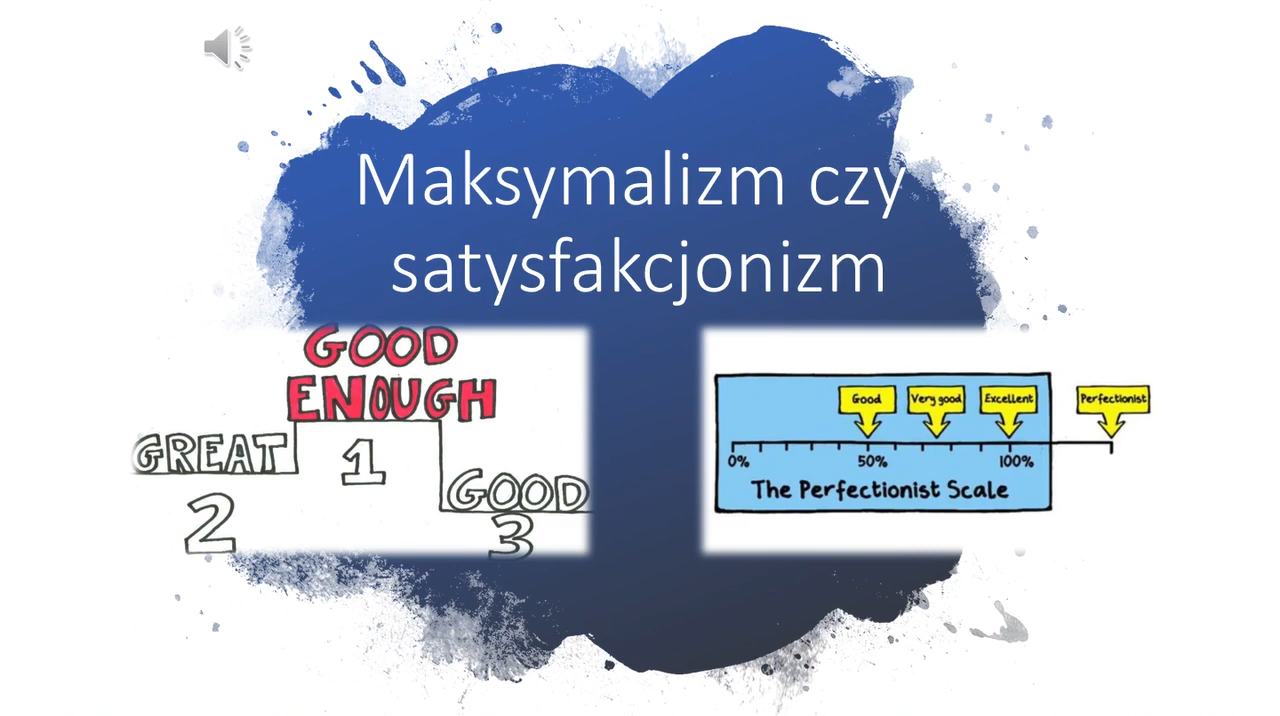 Maksymalizm czy
satysfakcjonizm
GOOD
ENOUGH
GREAT
1
GOOD
2
3
Good
Very good
Excellent
Perfectionist
0%
50%
100%
The Perfectionist Scale